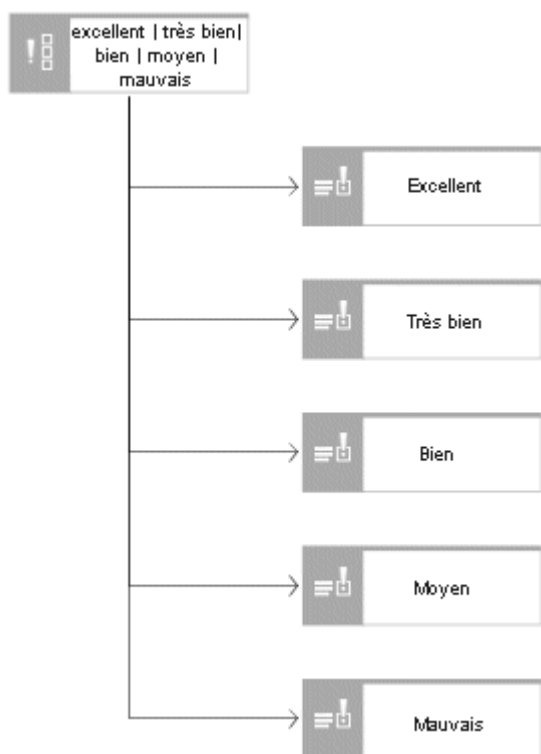 excellent | très bien|
bien | moyen |
mauvais
Excellent
Très bien
Bien
Moyen
Mauvais